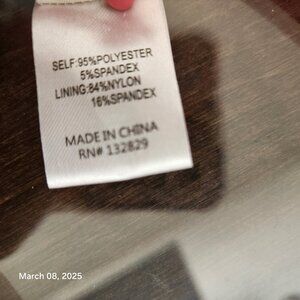 SELF:95%POLYESTER
5%SPANDEX
LINING:84%NYLON
16%SPANDEX
MADE IN CHINA
RN# 132829
March 08, 2025